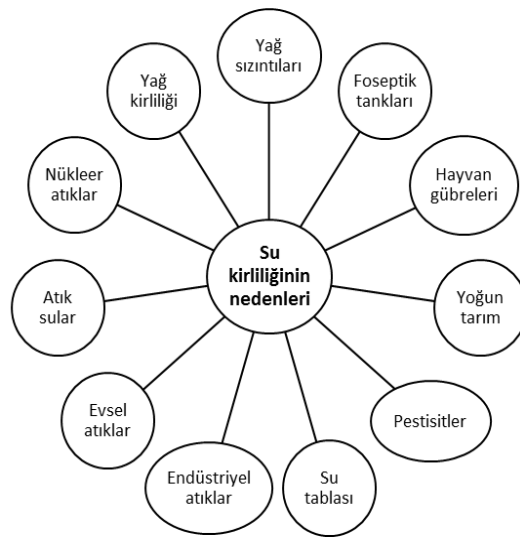 Yağ
sızıntıları
Foseptik
tankları
Hayvan
gübreleri
Yoğun
tarım
Pestisitler
Su
tablası
Endüstriyel
atıklar
Evsel
atıklar
Atık
sular
Nükleer
atıklar
Yağ
kirliliği
Su
kirliliğinin
nedenleri